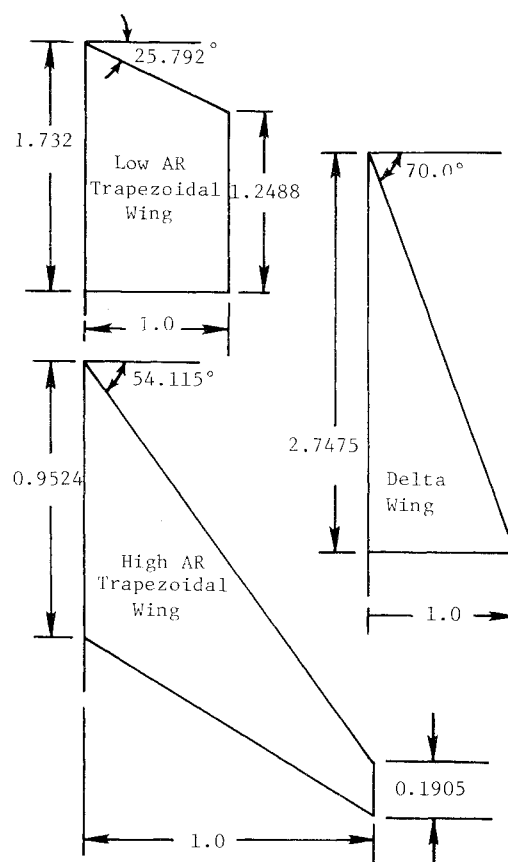 25.792°
1.732
Low AR
Trapezoidal
Wing
1.2488
1.0
70.0°
2.7475
Delta
Wing
1.0
54.115°
0.9524
High AR
Trapezoidal
Wing
0.1905
1.0